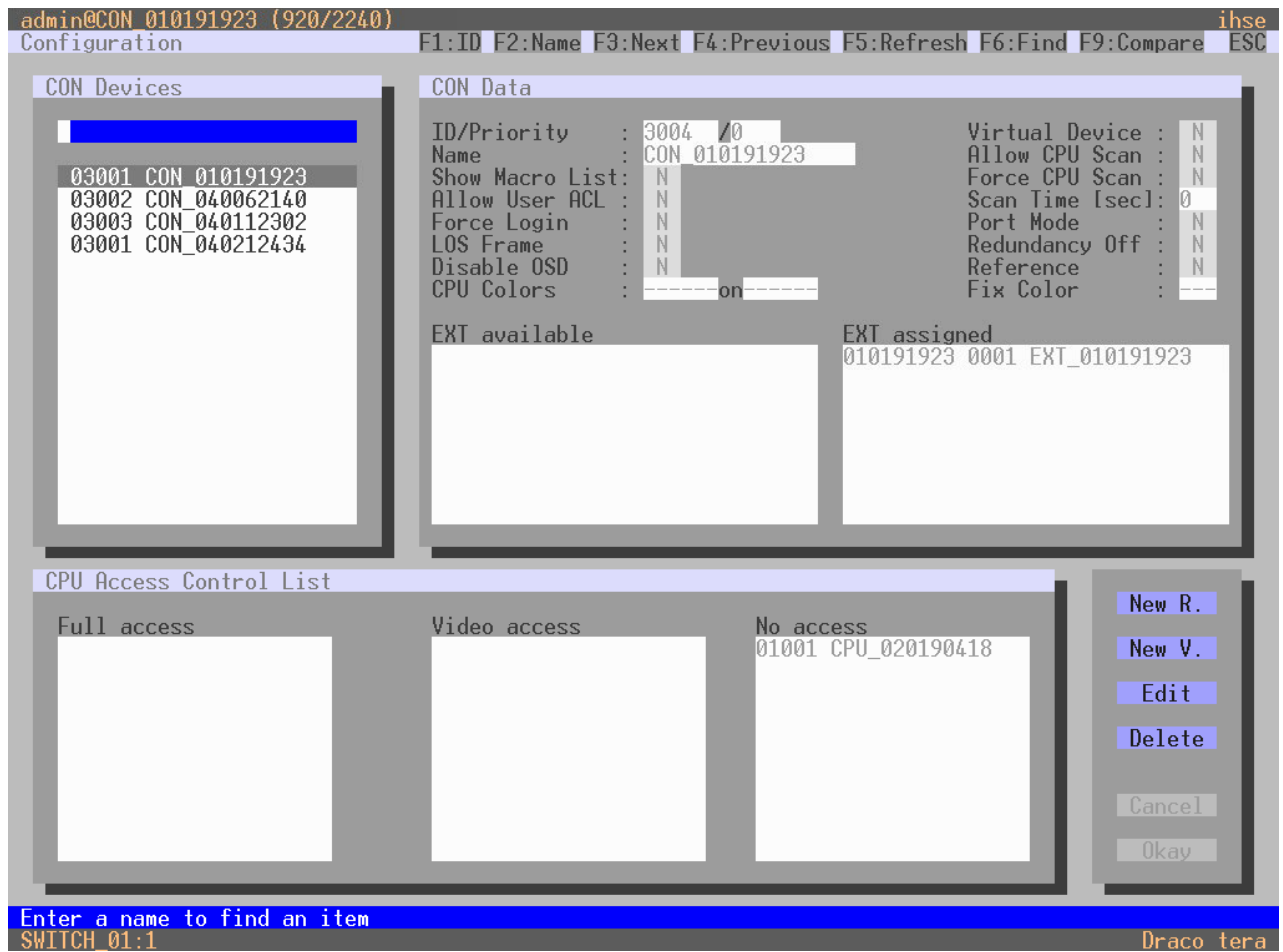 admin@CON_010191923 (920/2240) ihse
Configuration F1:ID F2:Name F3:Next F4:Previous F5:Refresh F6:Find F9:Compare ESC
CON Devices
03001 CON_010191923
03002 CON_040062140
03003 CON_040112302
03001 CON_040212434
CON Data
ID/Priority : 3004 /0 Virtual Device : N
Name : CON_010191923 Allow CPU Scan : N
Show Macro List: N Force CPU Scan : N
Allow User ACL : N Scan Time [sec]: 0
Force Login : N Port Mode : N
LOS Frame : N Redundancy Off : N
Disable OSD : N Reference : N
CPU Colors : ------on------ Fix Color : ---
EXT available
EXT assigned
010191923 0001 EXT_010191923
CPU Access Control List
Full access
Video access
No access
01001 CPU_020190418
New R.
New V.
Edit
Delete
Cancel
Okay
Enter a name to find an item
SWITCH_01:1 Draco tera